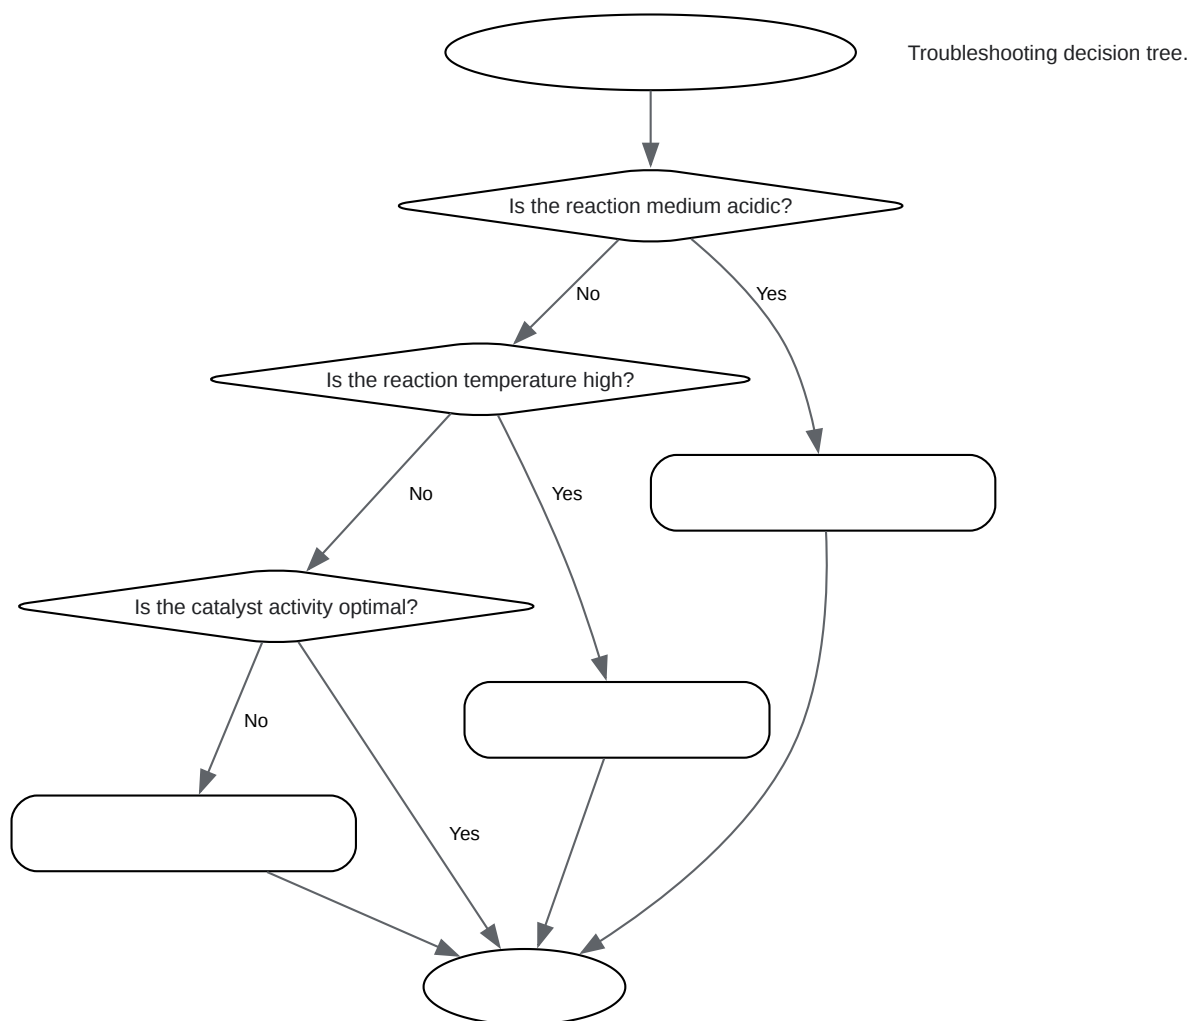 Troubleshooting decision tree.
Is the reaction medium acidic?
No
Yes
Is the reaction temperature high?
No
Yes
Is the catalyst activity optimal?
No
Yes